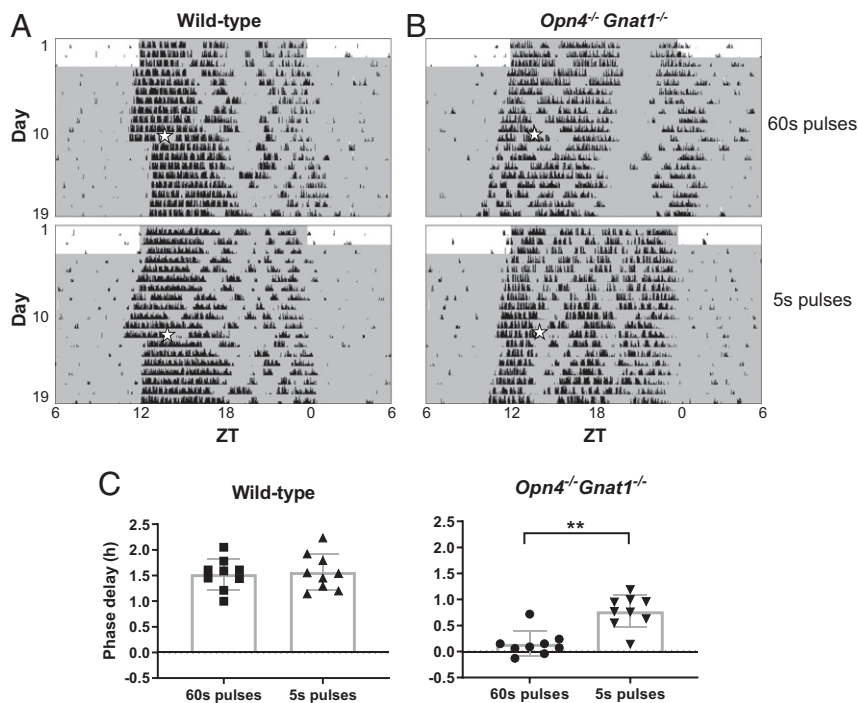 A
Wild-type
B
Opn4-/- Gnat1-/-
1
Day
10
19
60s pulses
1
Day
10
19
5s pulses
6 12 18 0 6
ZT
6 12 18 0 6
ZT
C
Wild-type
Opn4-/-Gnat1-/-
Phase delay (h)
2.5
2.0
1.5
1.0
0.5
0.0
-0.5
60s pulses
5s pulses
2.5
2.0
1.5
1.0
0.5
0.0
-0.5
**
60s pulses
5s pulses